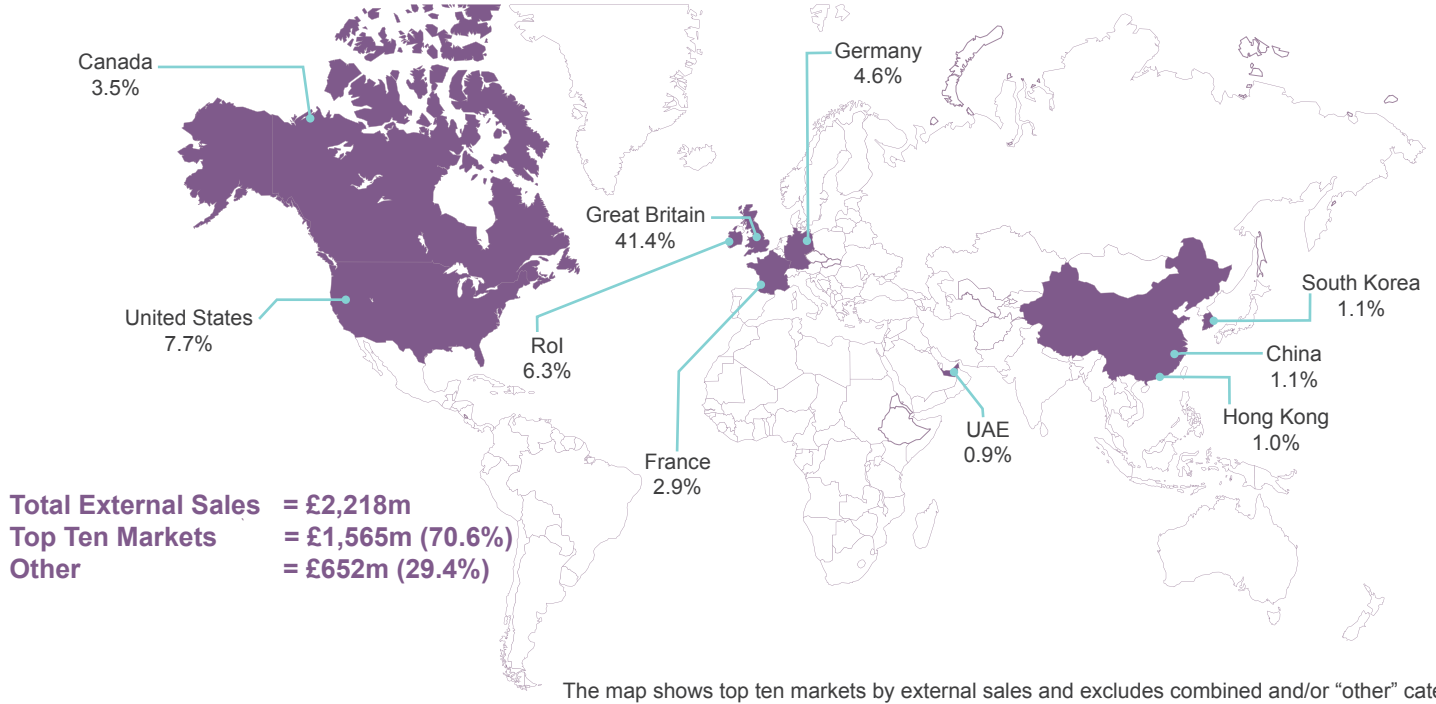 Canada
3.5%
Germany
4.6%
Great Britain
41.4%
United States
7.7%
RoI
6.3%
France
2.9%
UAE
0.9%
South Korea
1.1%
China
1.1%
Hong Kong
1.0%
Total External Sales = £2,218m
Top Ten Markets = £1,565m (70.6%)
Other = £652m (29.4%)
The map shows top ten markets by external sales and excludes combined and/or “other” cate